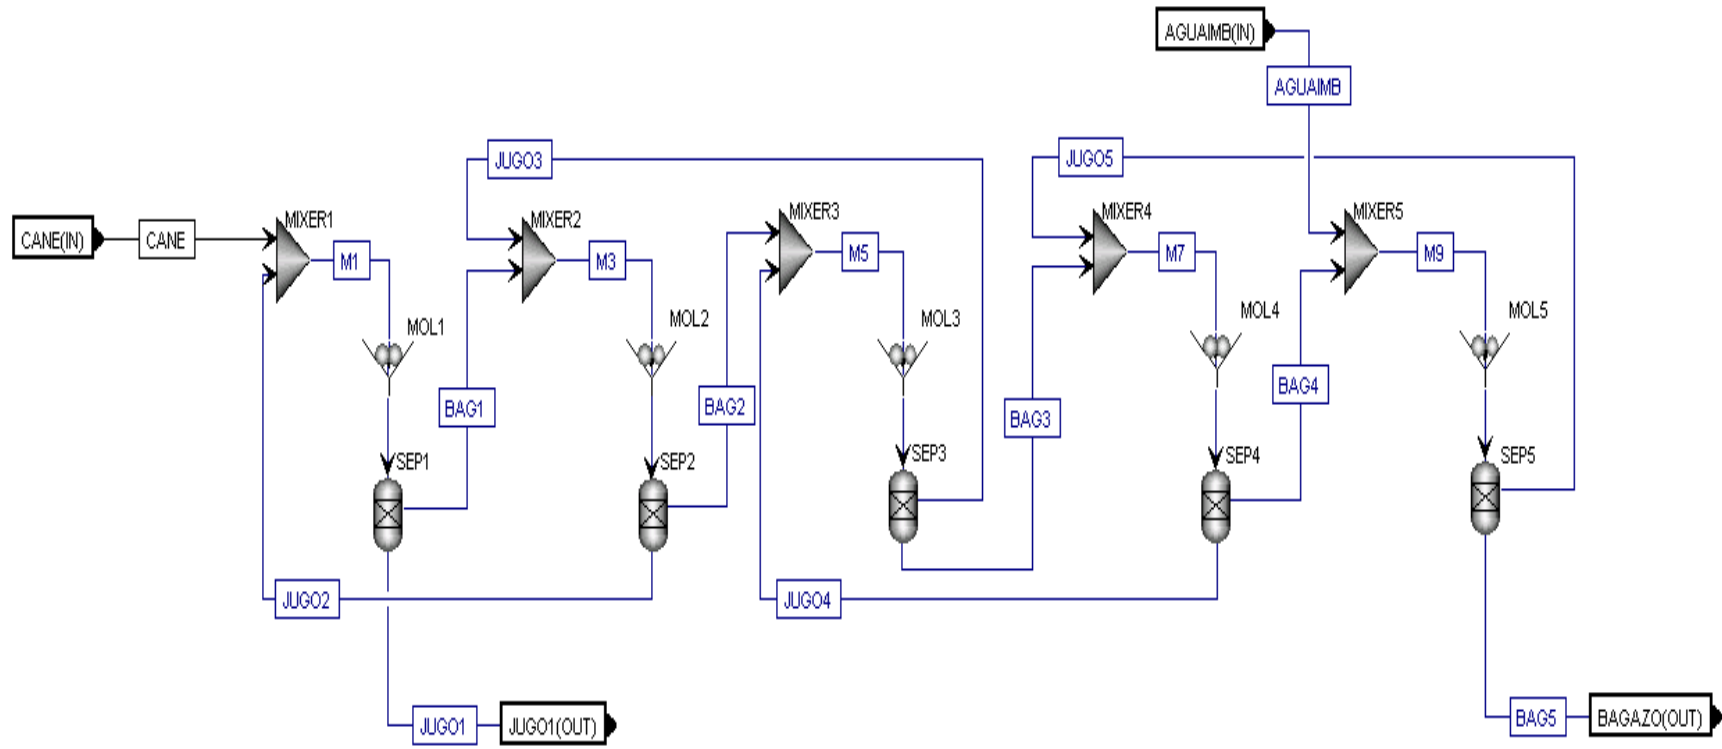 AGUAIMB(IN)
AGUAIMB
JUGO3
JUGO5
CANE(IN)
CANE
MIXER1
M1
MIXER2
M3
MIXER3
M5
MIXER4
M7
MIXER5
M9
MOL1
MOL2
MOL3
MOL4
MOL5
BAG1
BAG2
BAG3
BAG4
SEP1
SEP2
SEP3
SEP4
SEP5
JUGO2
JUGO4
JUGO1
JUGO1(OUT)
BAG5
BAGAZO(OUT)